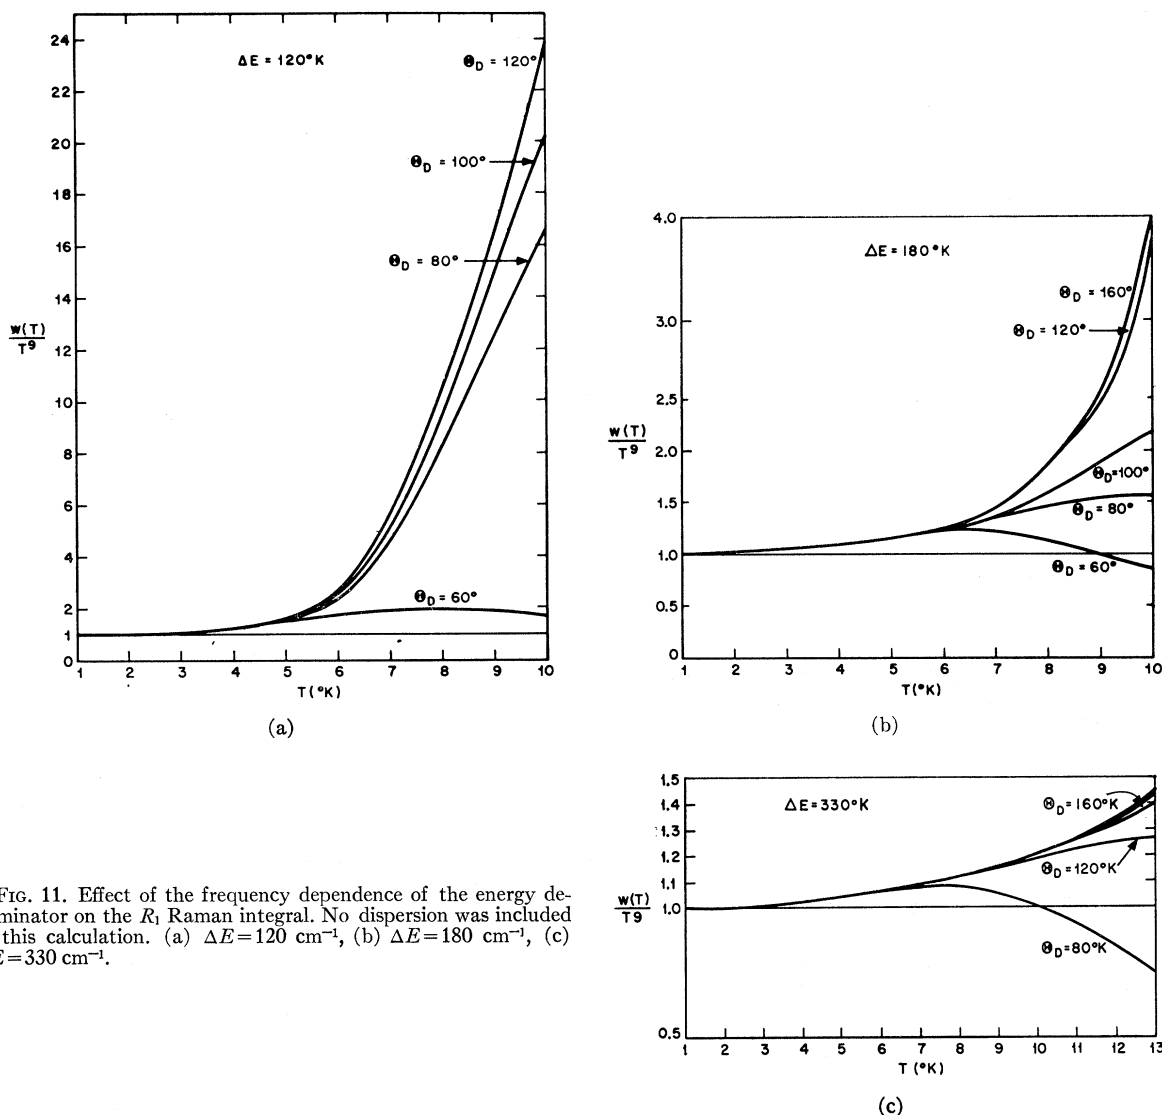 24
22
20
18
16
14
12
10
8
6
4
2
1
0
W(T)
T⁹
ΔE = 120°K
Θ_D = 120°
Θ_D = 100°
Θ_D = 80°
Θ_D = 60°
1 2 3 4 5 6 7 8 9 10
T(°K)
(a)
4.0
3.0
2.5
2.0
1.5
1.0
0.5
0
W(T)
T⁹
ΔE = 180°K
Θ_D = 160°
Θ_D = 120°
Θ_D=100°
Θ_D = 80°
Θ_D = 60°
1 2 3 4 5 6 7 8 9 10
T(°K)
(b)
1.5
1.4
1.3
1.2
1.1
1.0
0.5
W(T)
T9
ΔE = 330°K
Θ_D=160°K
Θ_D=120°K
Θ_D=80°K
1 2 3 4 5 6 7 8 9 10 11 12 13
T (°K)
(c)
FIG. 11. Effect of the frequency dependence of the energy de-
minator on the R₁ Raman integral. No dispersion was included
this calculation. (a) ΔE=120 cm⁻¹, (b) ΔE=180 cm⁻¹, (c)
E=330 cm⁻¹.